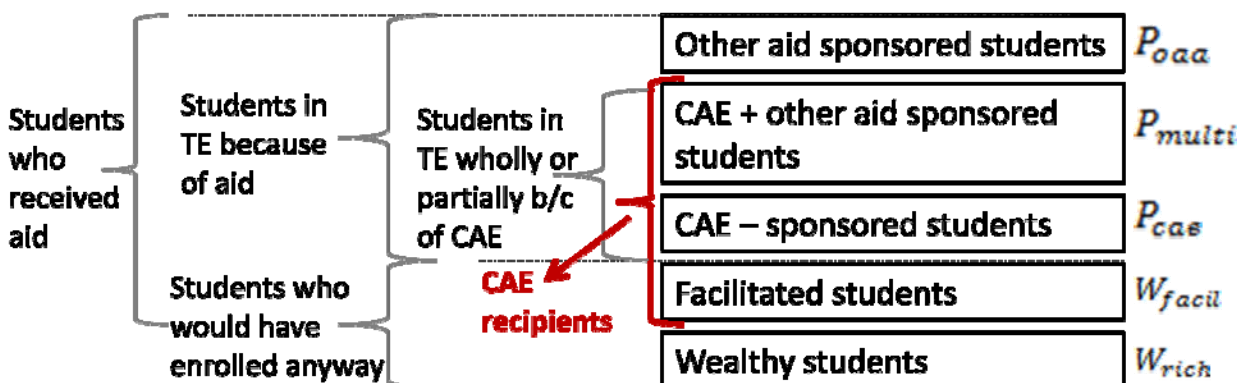 Students
who
received
aid
Students in
TE because
of aid
Students who
would have
enrolled anyway
Students in
TE wholly or
partially b/c
of CAE
CAE
recipients
Other aid sponsored students
P_oaa
CAE + other aid sponsored
students
P_multi
CAE – sponsored students
P_cae
Facilitated students
W_facil
Wealthy students
W_rich